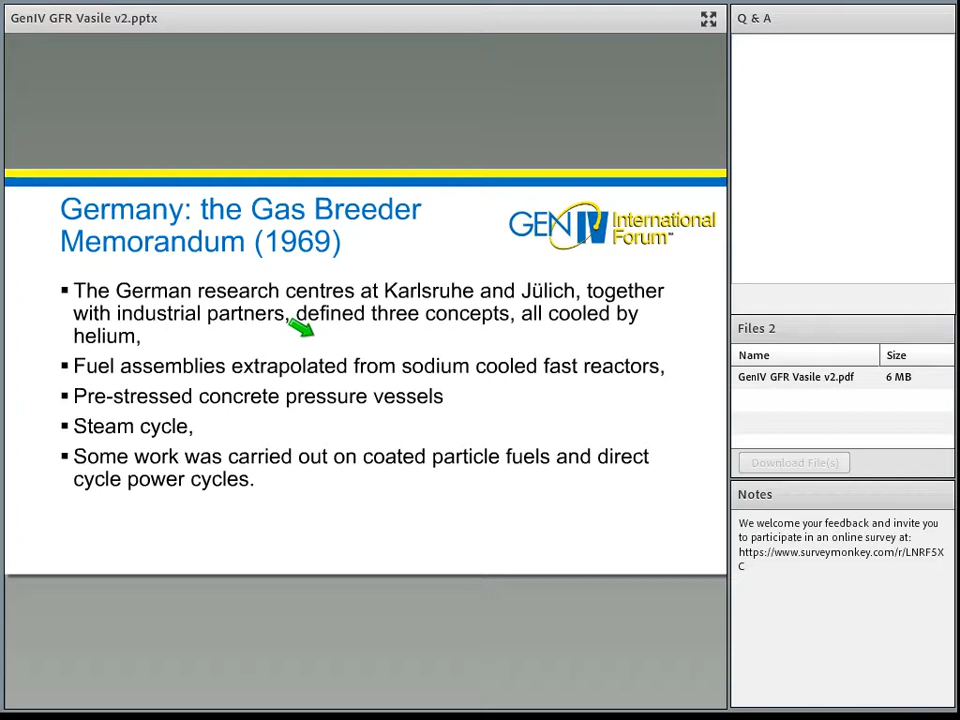 GenIV GFR Vasile v2.pptx
Germany: the Gas Breeder
Memorandum (1969)
GENIV International
Forum™
▪ The German research centres at Karlsruhe and Jülich, together
with industrial partners, defined three concepts, all cooled by
helium,
▪ Fuel assemblies extrapolated from sodium cooled fast reactors,
▪ Pre-stressed concrete pressure vessels
▪ Steam cycle,
▪ Some work was carried out on coated particle fuels and direct
cycle power cycles.
Q & A
Files 2
Name Size
GenIV GFR Vasile v2.pdf 6 MB
Download File(s)
Notes
We welcome your feedback and invite you
to participate in an online survey at:
https://www.surveymonkey.com/r/LNRF5X
C